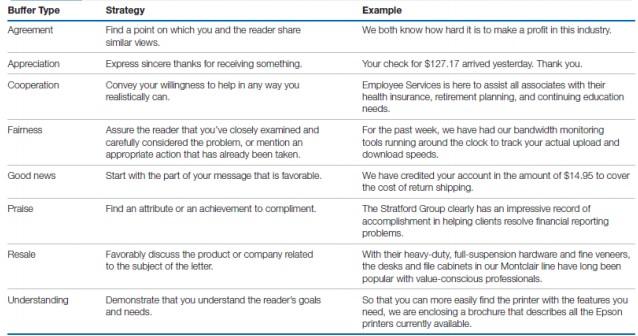 Buffer Type Strategy Example
Agreement Find a point on which you and the reader share We both know how hard it is to make a profit in this industry.
similar views.
Appreciation Express sincere thanks for receiving something. Your check for $127.17 arrived yesterday. Thank you.
Cooperation Convey your willingness to help in any way you Employee Services is here to assist all associates with their
realistically can. health insurance, retirement planning, and continuing education
needs.
Fairness Assure the reader that you've closely examined and For the past week, we have had our bandwidth monitoring
carefully considered the problem, or mention an tools running around the clock to track your actual upload and
appropriate action that has already been taken. download speeds.
Good news Start with the part of your message that is favorable. We have credited your account in the amount of $14.95 to cover
the cost of return shipping.
Praise Find an attribute or an achievement to compliment. The Stratford Group clearly has an impressive record of
accomplishment in helping clients resolve financial reporting
problems.
Resale Favorably discuss the product or company related With their heavy-duty, full-suspension hardware and fine veneers,
to the subject of the letter. the desks and file cabinets in our Montclair line have long been
popular with value-conscious professionals.
Understanding Demonstrate that you understand the reader's goals So that you can more easily find the printer with the features you
and needs. need, we are enclosing a brochure that describes all the Epson
printers currently available.